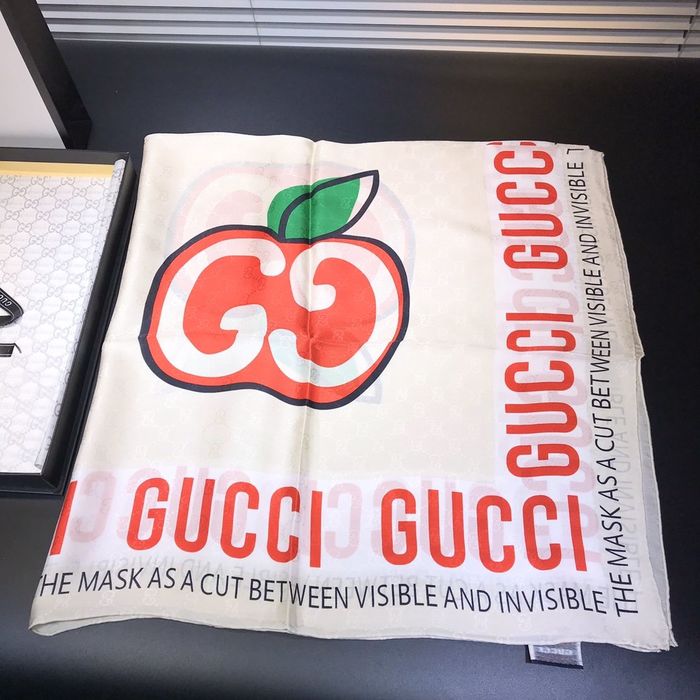 GG
GUCCI GUCCI
THE MASK AS A CUT BETWEEN VISIBLE AND INVISIBLE
GUCCI GUCCI
THE MASK AS A CUT BETWEEN VISIBLE AND INVISIBLE
GUCCI